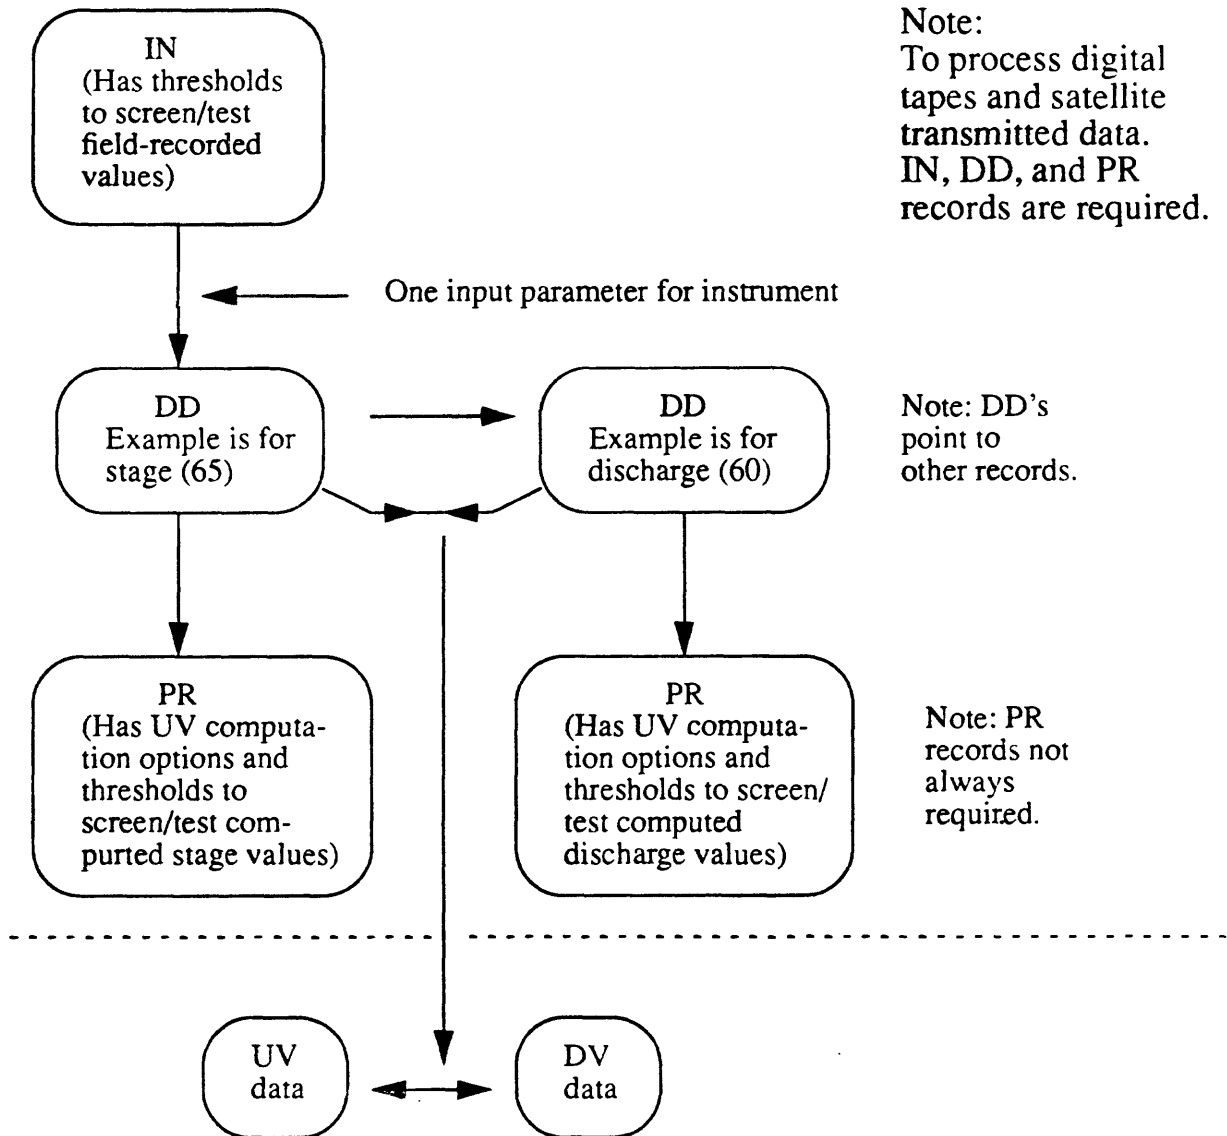 IN
(Has thresholds
to screen/test
field-recorded
values)
Note:
To process digital
tapes and satellite
transmitted data.
IN, DD, and PR
records are required.
One input parameter for instrument
DD
Example is for
stage (65)
DD
Example is for
discharge (60)
Note: DD's
point to
other records.
PR
(Has UV computa-
tion options and
thresholds to
screen/test com-
purted stage values)
PR
(Has UV computa-
tion options and
thresholds to screen/
test computed
discharge values)
Note: PR
records not
always
required.
UV
data
DV
data